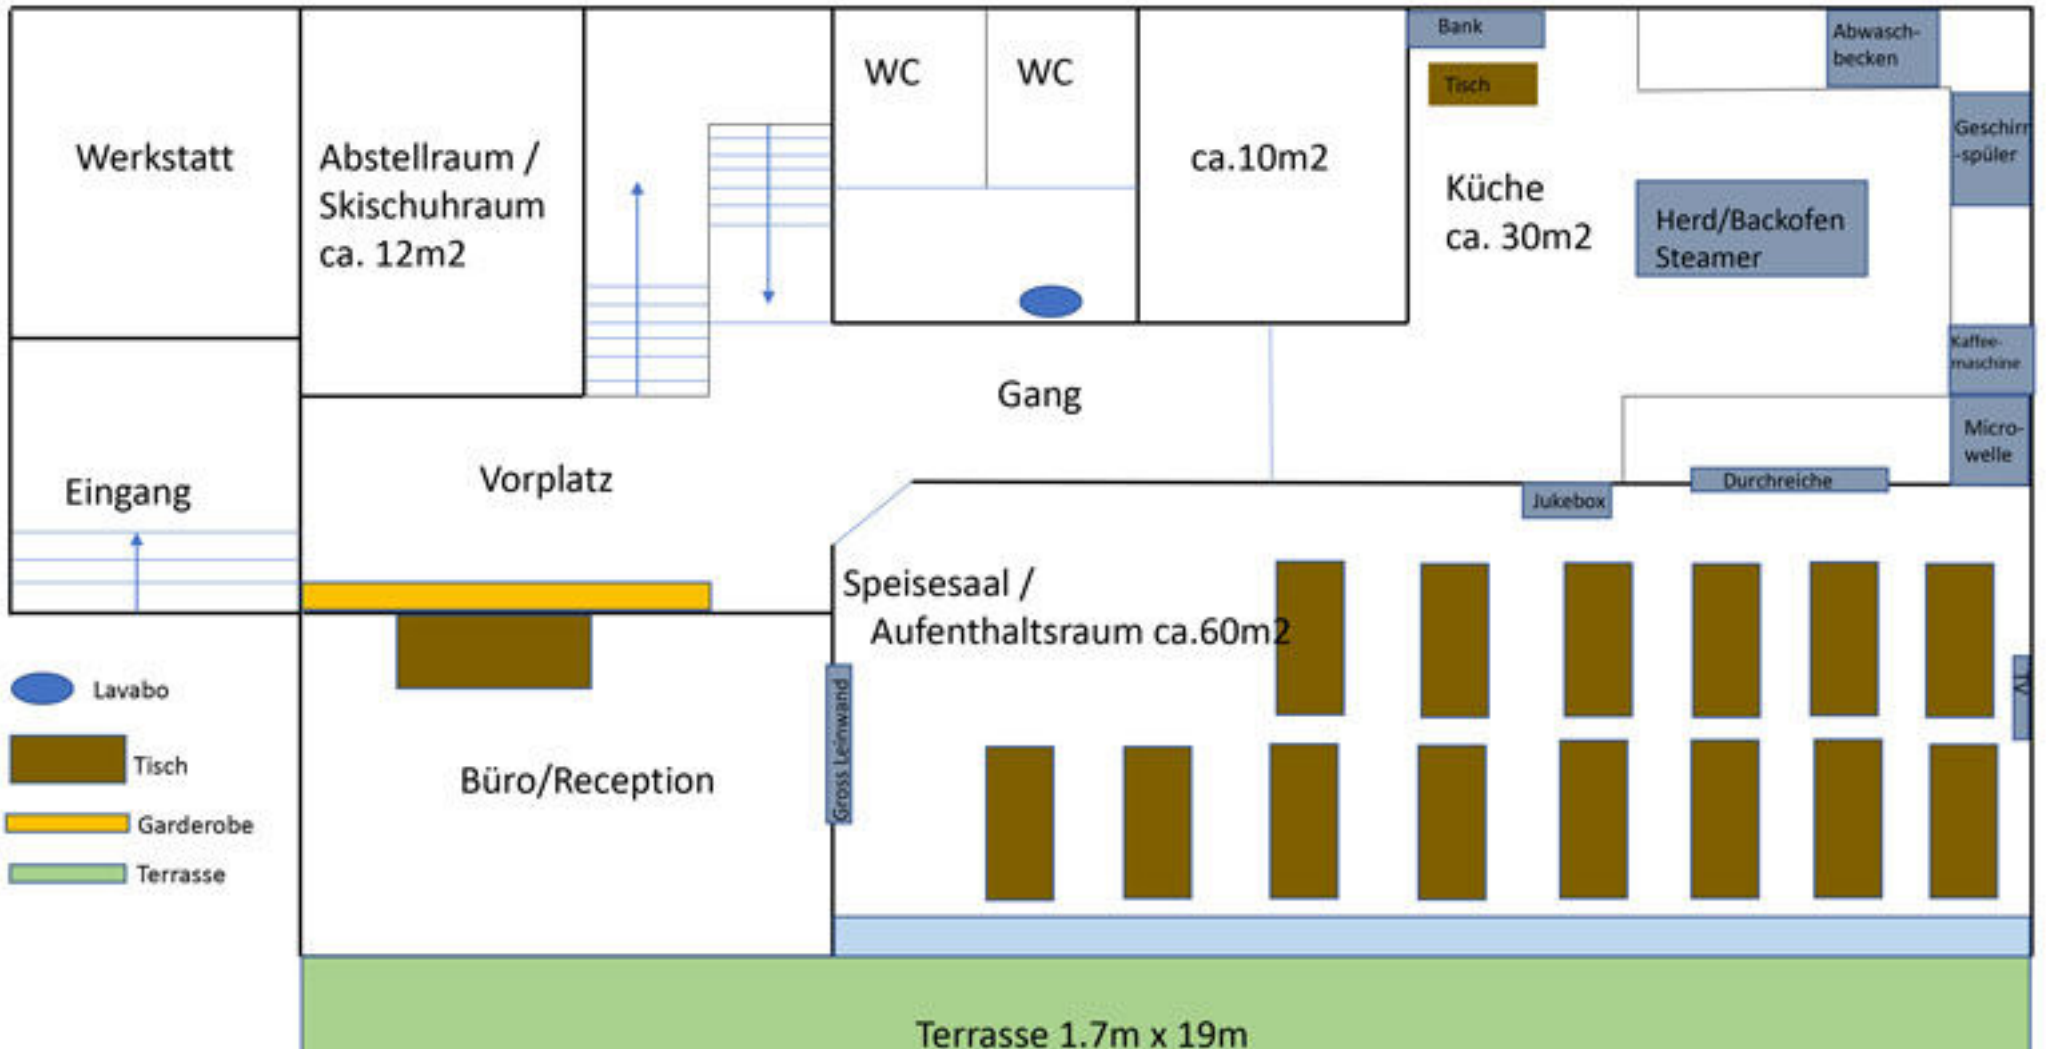 Bank
Abwasch-
becken
WC
WC
Tisch
Werkstatt
Abstellraum /
Skischuhraum
ca. 12m2
ca.10m2
Küche
ca. 30m2
Geschirr
-spüler
Herd/Backofen
Steamer
Kaffee-
maschine
Gang
Micro-
welle
Eingang
Vorplatz
Durchreiche
Jukebox
Speisesaal /
Aufenthaltsraum ca.60m2
TV
Lavabo
Tisch
Garderobe
Terrasse
Büro/Reception
Gross Leinwand
Terrasse 1.7m x 19m